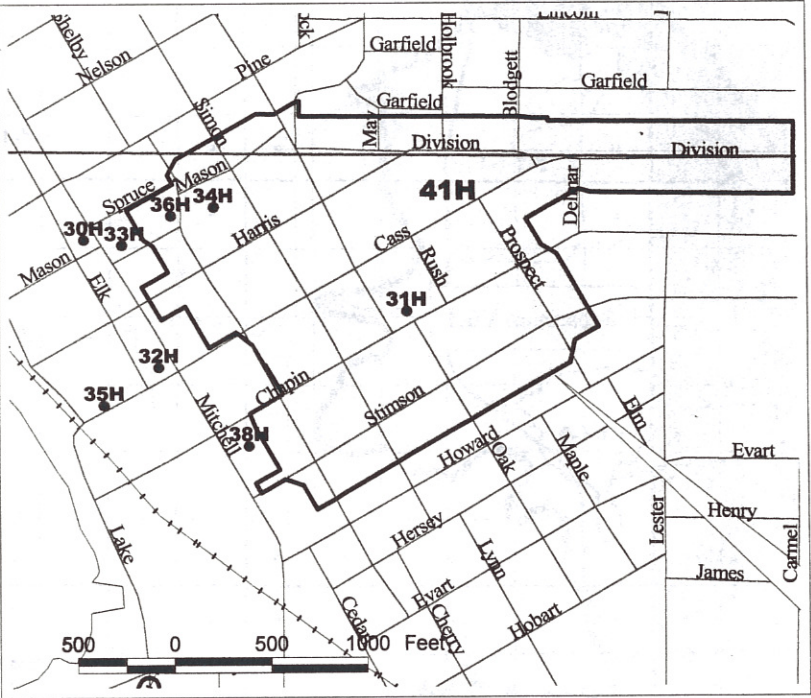 Lincoln
Shelby
Holbrook
Garfield
Nelson
Pine
Blodgett
Garfield
Garfield
Simon
May
Division
Division
Mason
Spruce
34H
41H
36H
Delmar
30H
33H
Harris
Cass
Prospect
Rush
Mason
Elk
31H
32H
Chapin
Stimson
35H
Mitchell
Elm
38H
Howard
Oak
Maple
Evart
Lester
Henry
Hersey
Lake
Lynn
Carmel
James
Evart
Cedar
Cherry
Hobart
500 0 500 1000 Feet